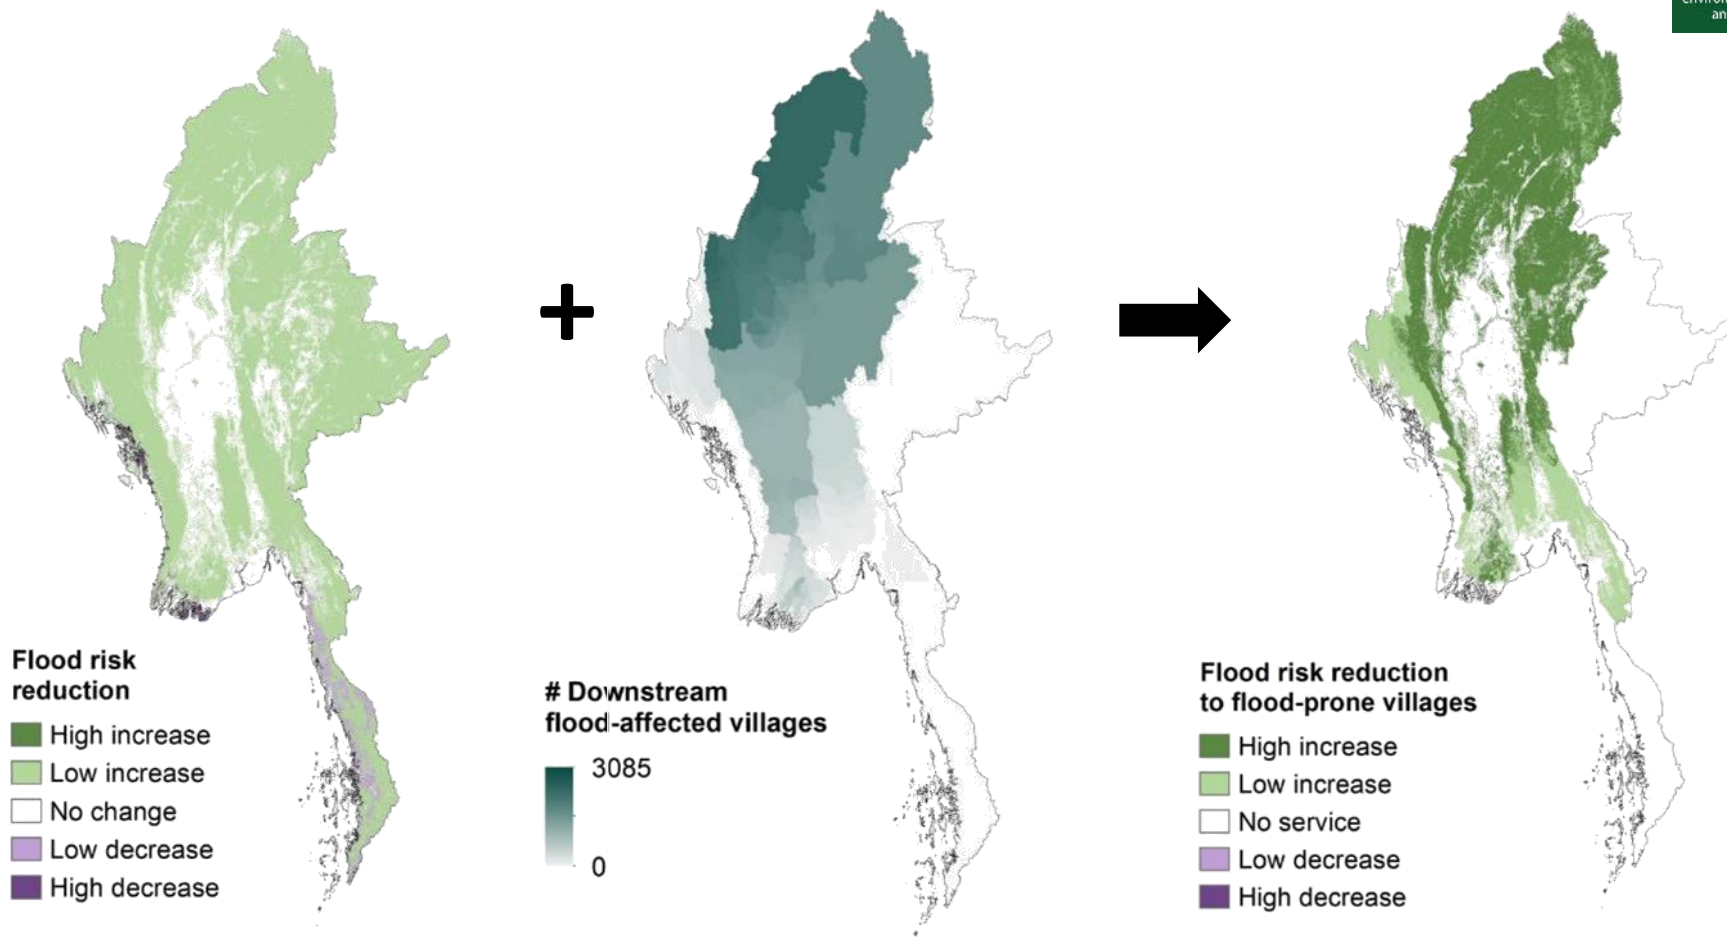 an
Flood risk
reduction
High increase
Low increase
No change
Low decrease
High decrease
# Downstream
flood-affected villages
3085
0
Flood risk reduction
to flood-prone villages
High increase
Low increase
No service
Low decrease
High decrease